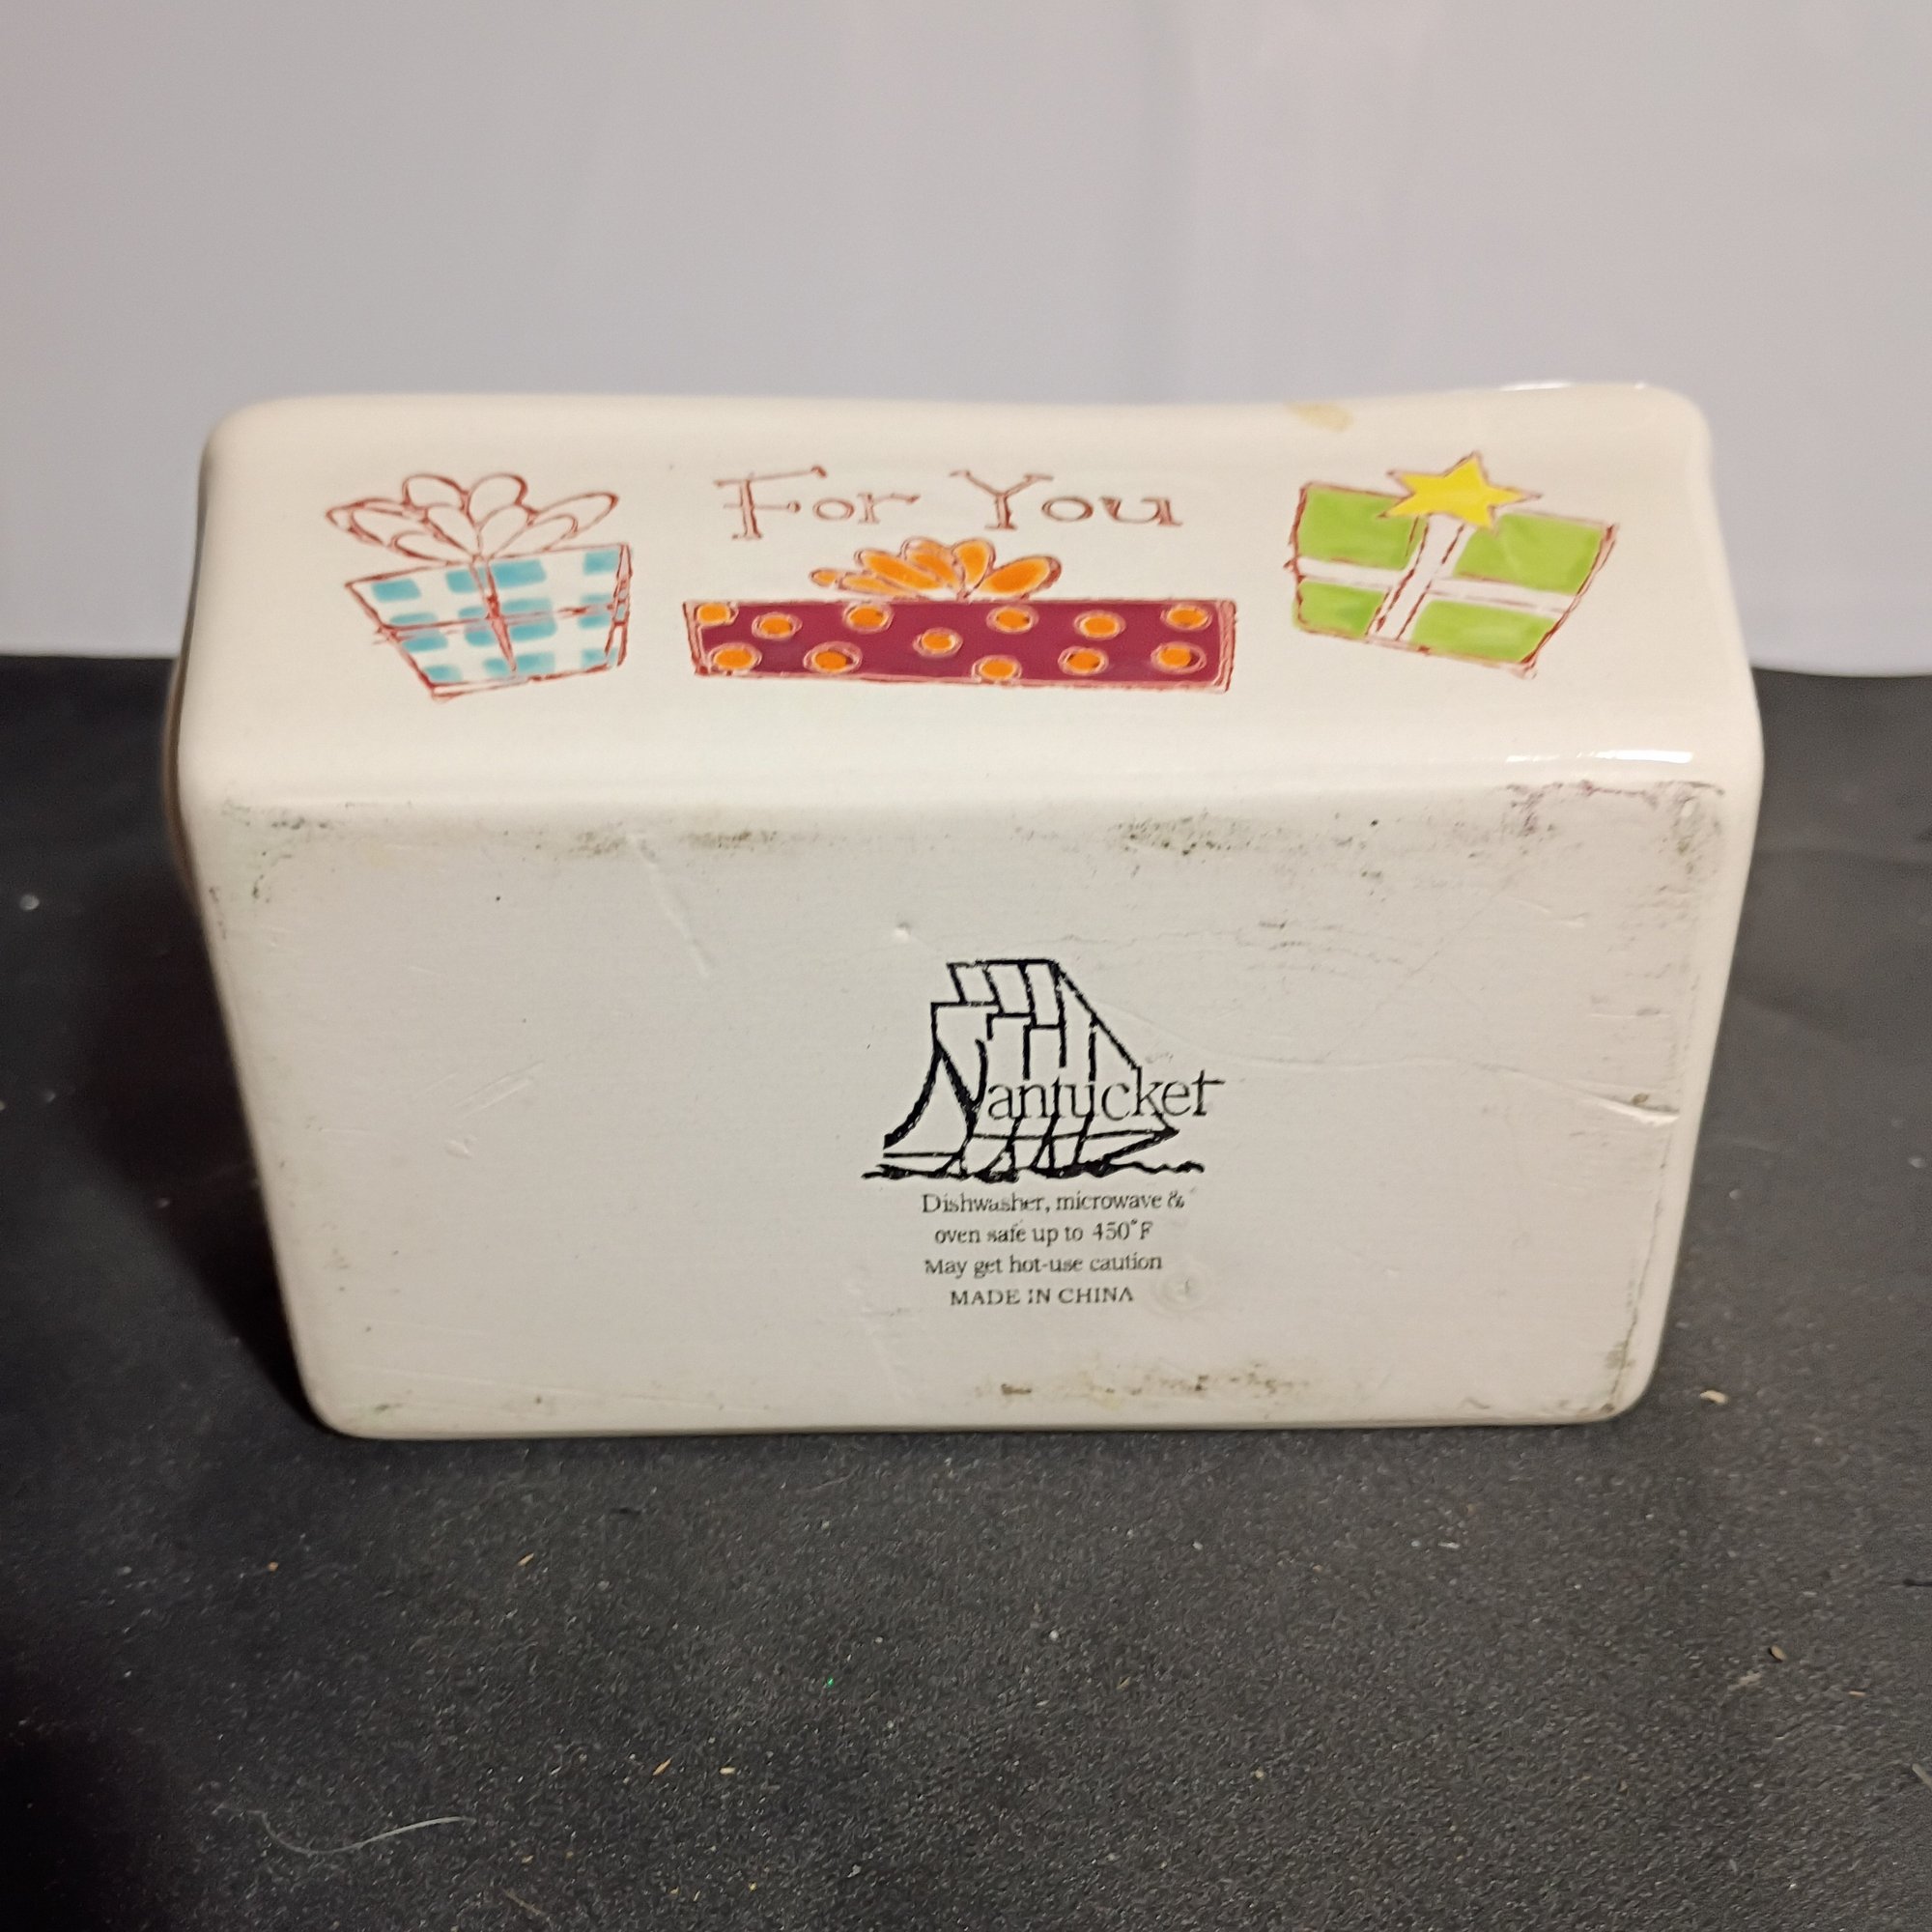 For You
Nantucket
Dishwasher, microwave &
oven safe up to 450°F
May get hot-use caution
MADE IN CHINA